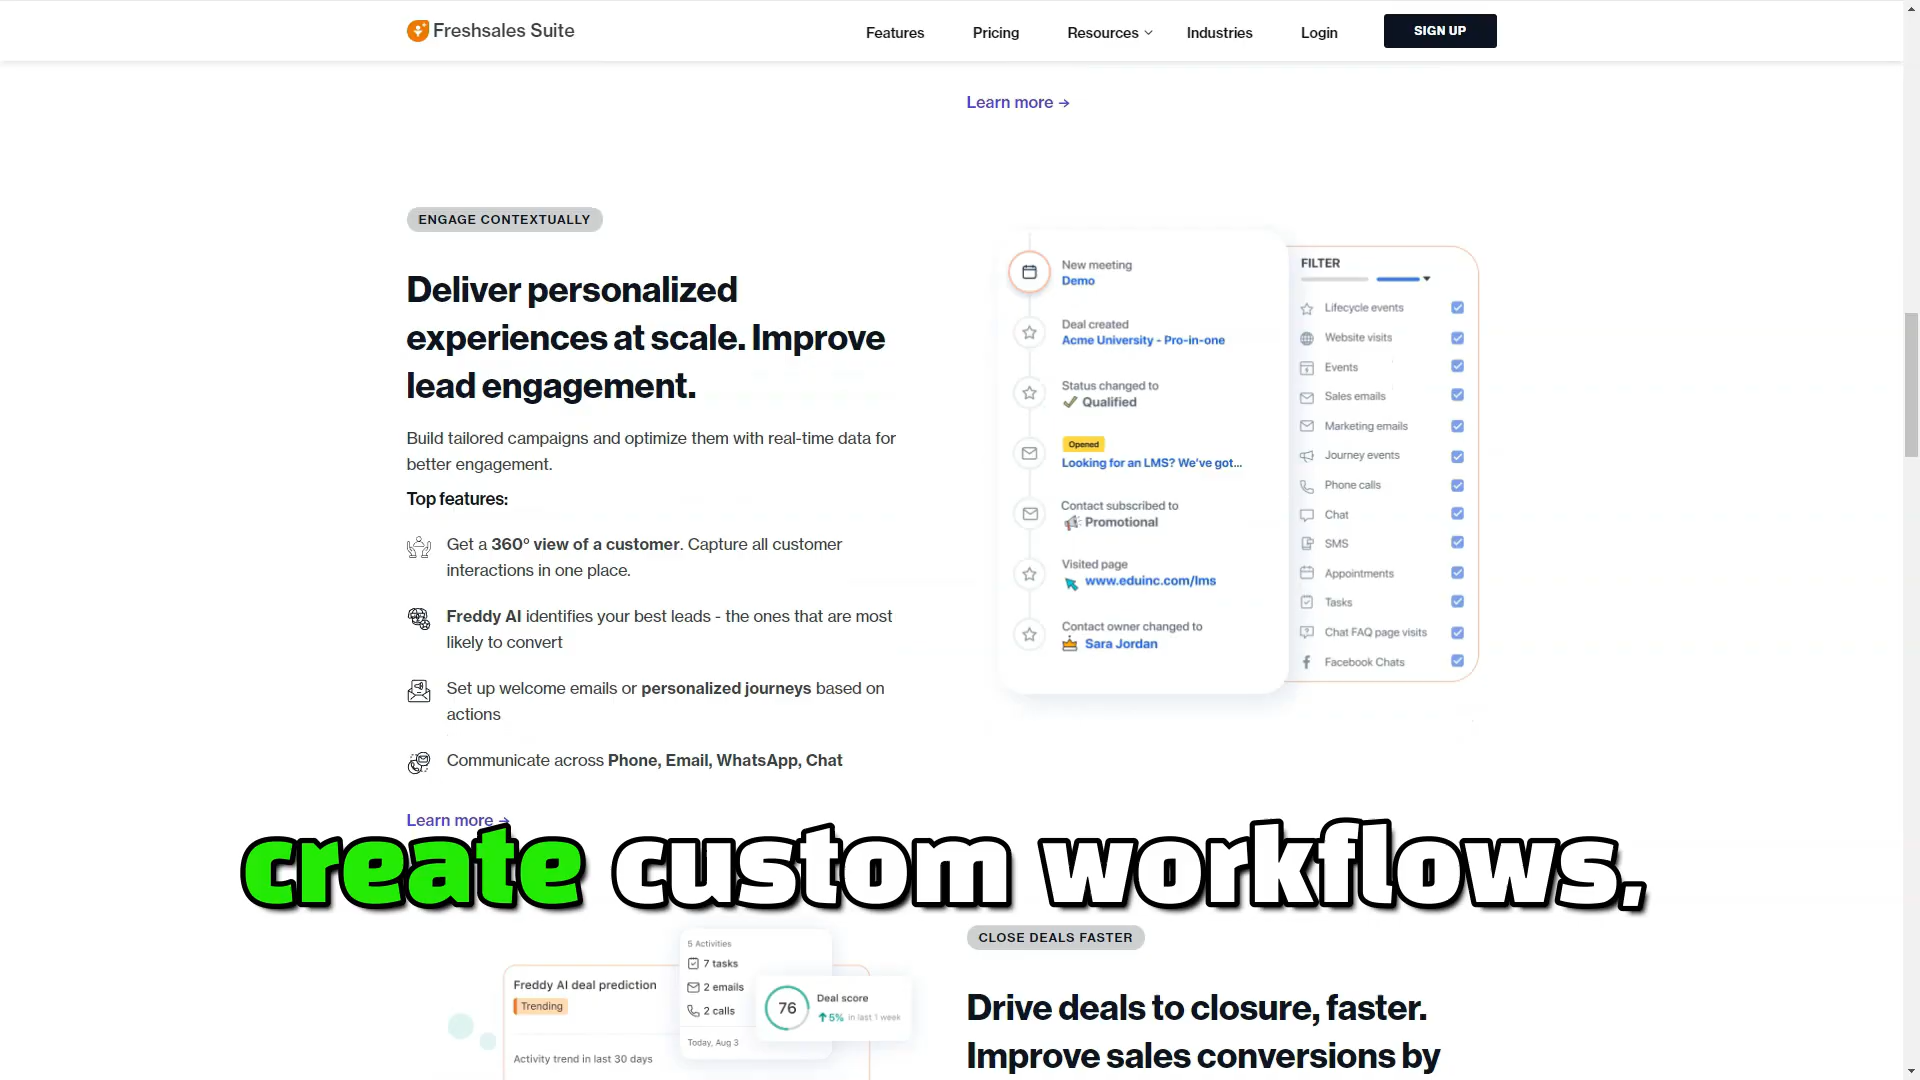 Freshsales Suite
Features
Pricing
Resources
Industries
Login
SIGN UP
Learn more →
ENGAGE CONTEXTUALLY
Deliver personalized
experiences at scale. Improve
lead engagement.
Build tailored campaigns and optimize them with real-time data for
better engagement.
Top features:
Get a 360º view of a customer. Capture all customer
interactions in one place.
Freddy AI identifies your best leads - the ones that are most
likely to convert
Set up welcome emails or personalized journeys based on
actions
Communicate across Phone, Email, WhatsApp, Chat
Learn more →
New meeting
Demo
Deal created
Acme University - Pro-in-one
Status changed to
Qualified
Opened
Looking for an LMS? We've got...
Contact subscribed to
Promotional
Visited page
www.eduinc.com/lms
Contact owner changed to
Sara Jordan
FILTER
Lifecycle events
Website visits
Events
Sales emails
Marketing emails
Journey events
Phone calls
Chat
SMS
Appointments
Tasks
Chat FAQ page visits
Facebook Chats
create custom workflows,
5 Activities
7 tasks
2 emails
2 calls
Today, Aug 3
Freddy AI deal prediction
Trending
Activity trend in last 30 days
76
Deal score
5% in last 1 week
CLOSE DEALS FASTER
Drive deals to closure, faster.
Improve sales conversions by